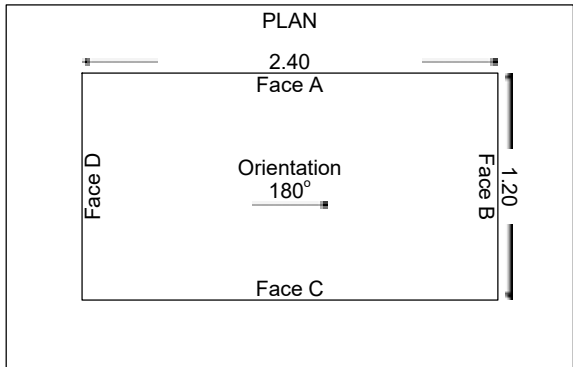 PLAN
2.40
Face A
Face D
Orientation
180°
Face B
1.20
Face C